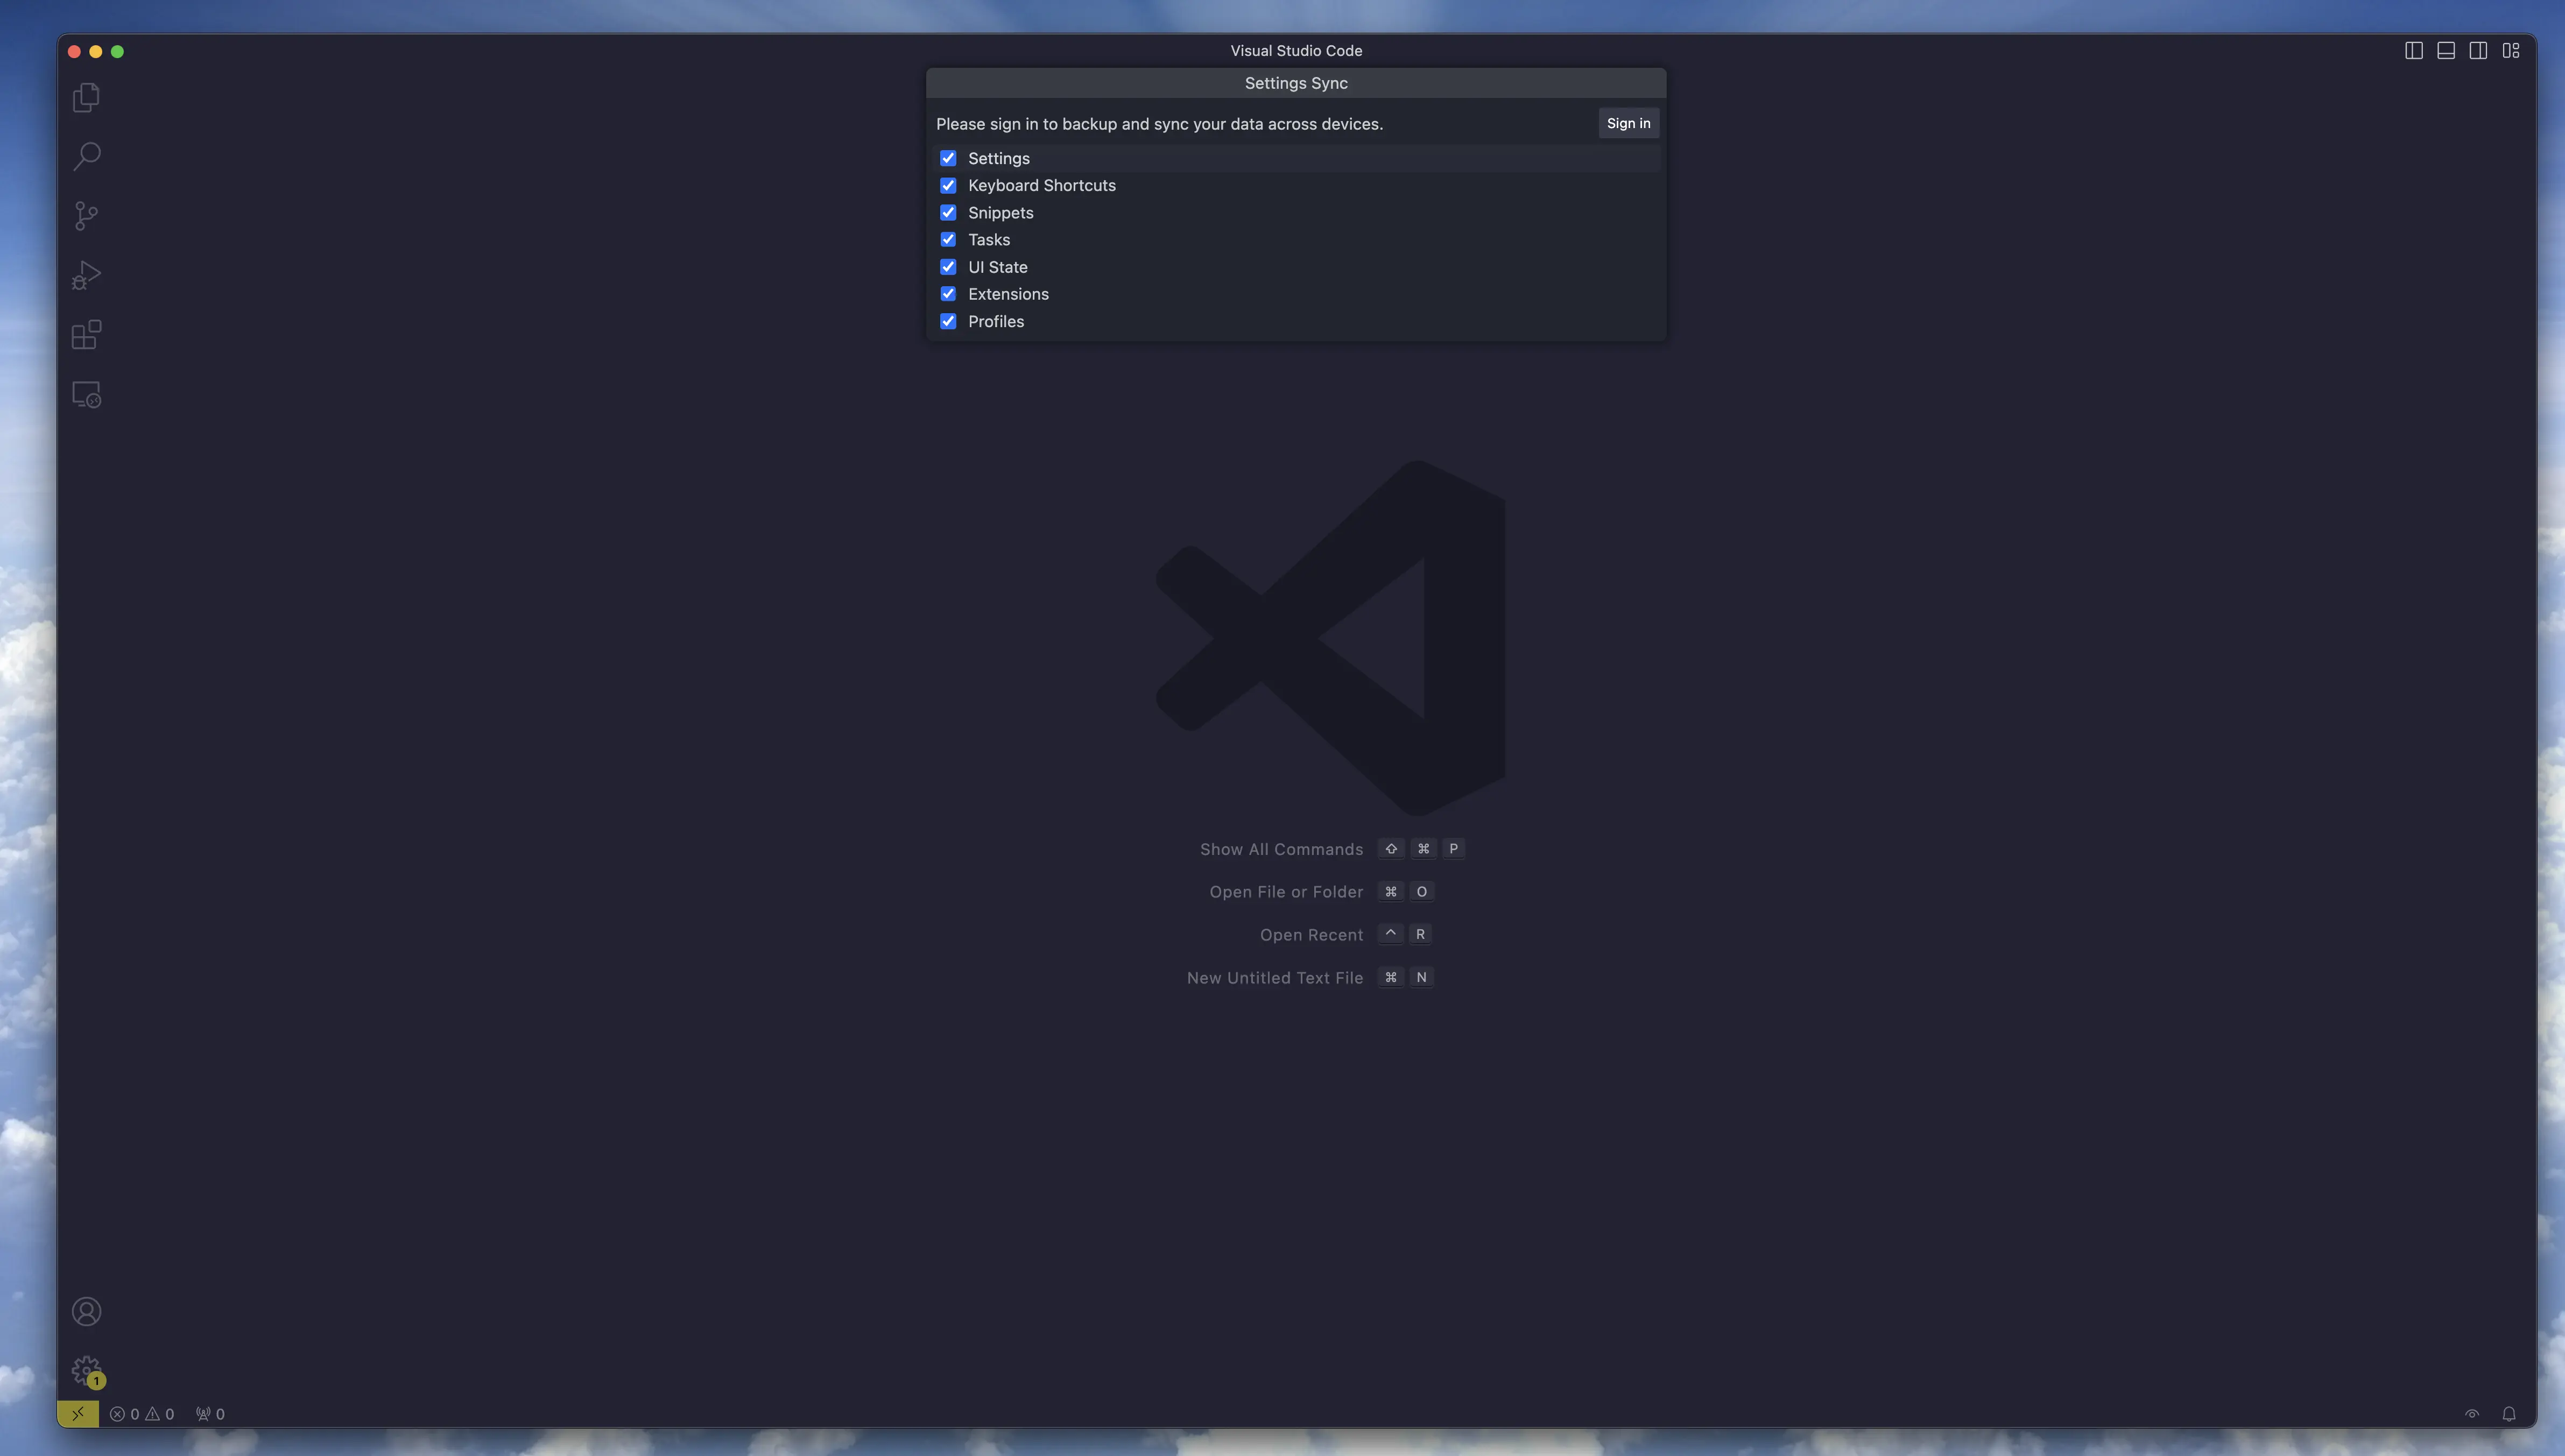 Visual Studio Code
Settings Sync
Please sign in to backup and sync your data across devices.
Sign in
Settings
Keyboard Shortcuts
Snippets
Tasks
UI State
Extensions
Profiles
Show All Commands ⇧ ⌘ P
Open File or Folder ⌘ O
Open Recent ^ R
New Untitled Text File ⌘ N
1
0 0 0